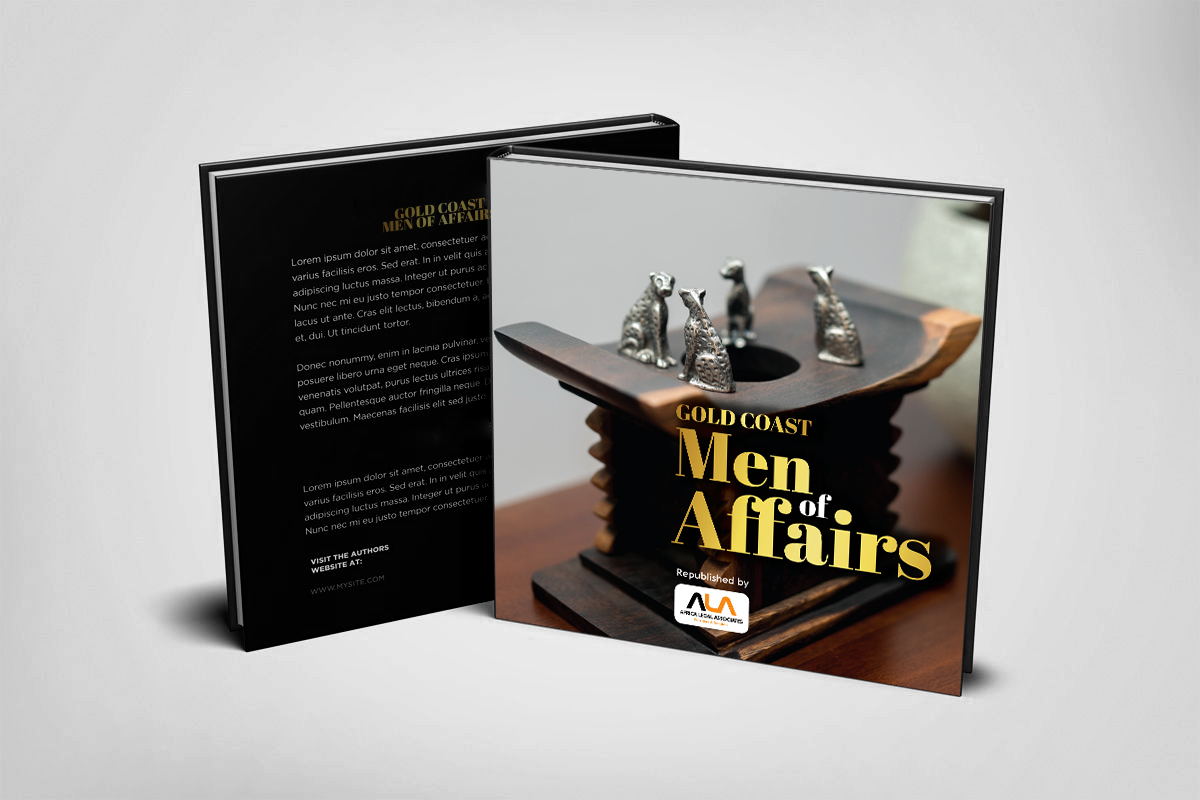 GOLD COAST
MEN OF AFFAIRS
Lorem ipsum dolor sit amet, consectetuer
varius facilisis eros. Sed erat. In in velit quis
adipiscing luctus massa. Integer ut purus ac
Nunc nec mi eu justo tempor consectetuer
lacus ut ante. Cras elit lectus, bibendum a,
et, dui. Ut tincidunt tortor.
Donec nonummy, enim in lacinia pulvinar,
posuere libero urna eget neque. Cras ipsum
venenatis volutpat, purus lectus ultrices
quam. Pellentesque auctor fringilla neque.
vestibulum. Maecenas facilisis elit sed justo.
Lorem ipsum dolor sit amet, consectetuer
varius facilisis eros. Sed erat. In in velit quis
adipiscing luctus massa. Integer ut purus
Nunc nec mi eu justo tempor consectetuer
VISIT THE AUTHORS
WEBSITE AT:
WWW.MYSITE.COM
GOLD COAST
Men
of
Affairs
Republished by
ALA
AFRICA LEGAL ASSOCIATES